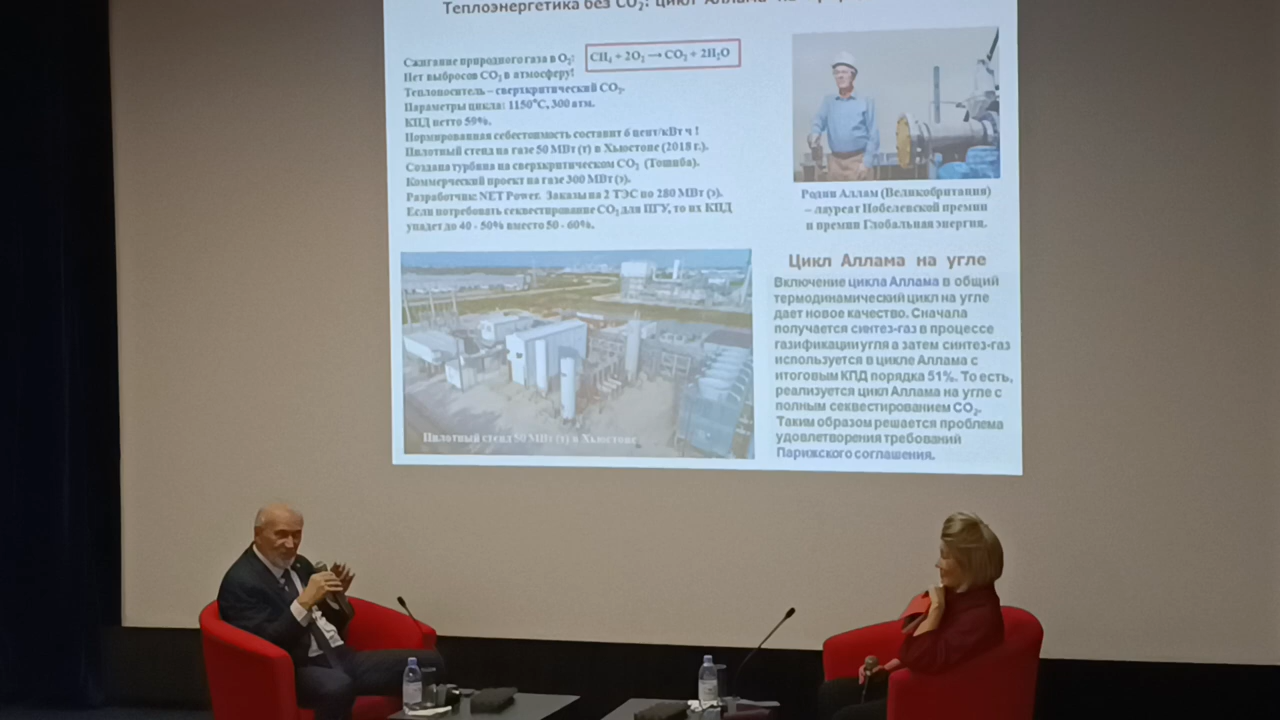 Теплоэнергетика без CO₂: цикл Аллама на
Сжигание природного газа в O₂!
CH₄ + 2O₂ → CO₂ + 2H₂O
Нет выбросов CO₂ в атмосферу!
Теплоноситель – сверхкритический CO₂.
Параметры цикла: 1150°C, 300 атм.
КПД нетто 59%.
Нормированная себестоимость составит 6 цент/кВт ч !
Пилотный стенд на газе 50 МВт (т) в Хьюстоне (2018 г.).
Создана турбина на сверхкритическом CO₂ (Тошиба).
Коммерческий проект на газе 300 МВт (э).
Разработчик: NET Power. Заказы на 2 ТЭС по 280 МВт (э).
Если потребовать секвестирование CO₂ для ПГУ, то их КПД
упадет до 40 - 50% вместо 50 - 60%.
Родни Аллам (Великобритания)
– лауреат Нобелевской премии
и премии Глобальная энергия.
Пилотный стенд 50 МВт (т) в Хьюстоне
Цикл Аллама на угле
Включение цикла Аллама в общий
термодинамический цикл на угле
дает новое качество. Сначала
получается синтез-газ в процессе
газификации угля а затем синтез-газ
используется в цикле Аллама с
итоговым КПД порядка 51%. То есть,
реализуется цикл Аллама на угле с
полным секвестированием CO₂.
Таким образом решается проблема
удовлетворения требований
Парижского соглашения.